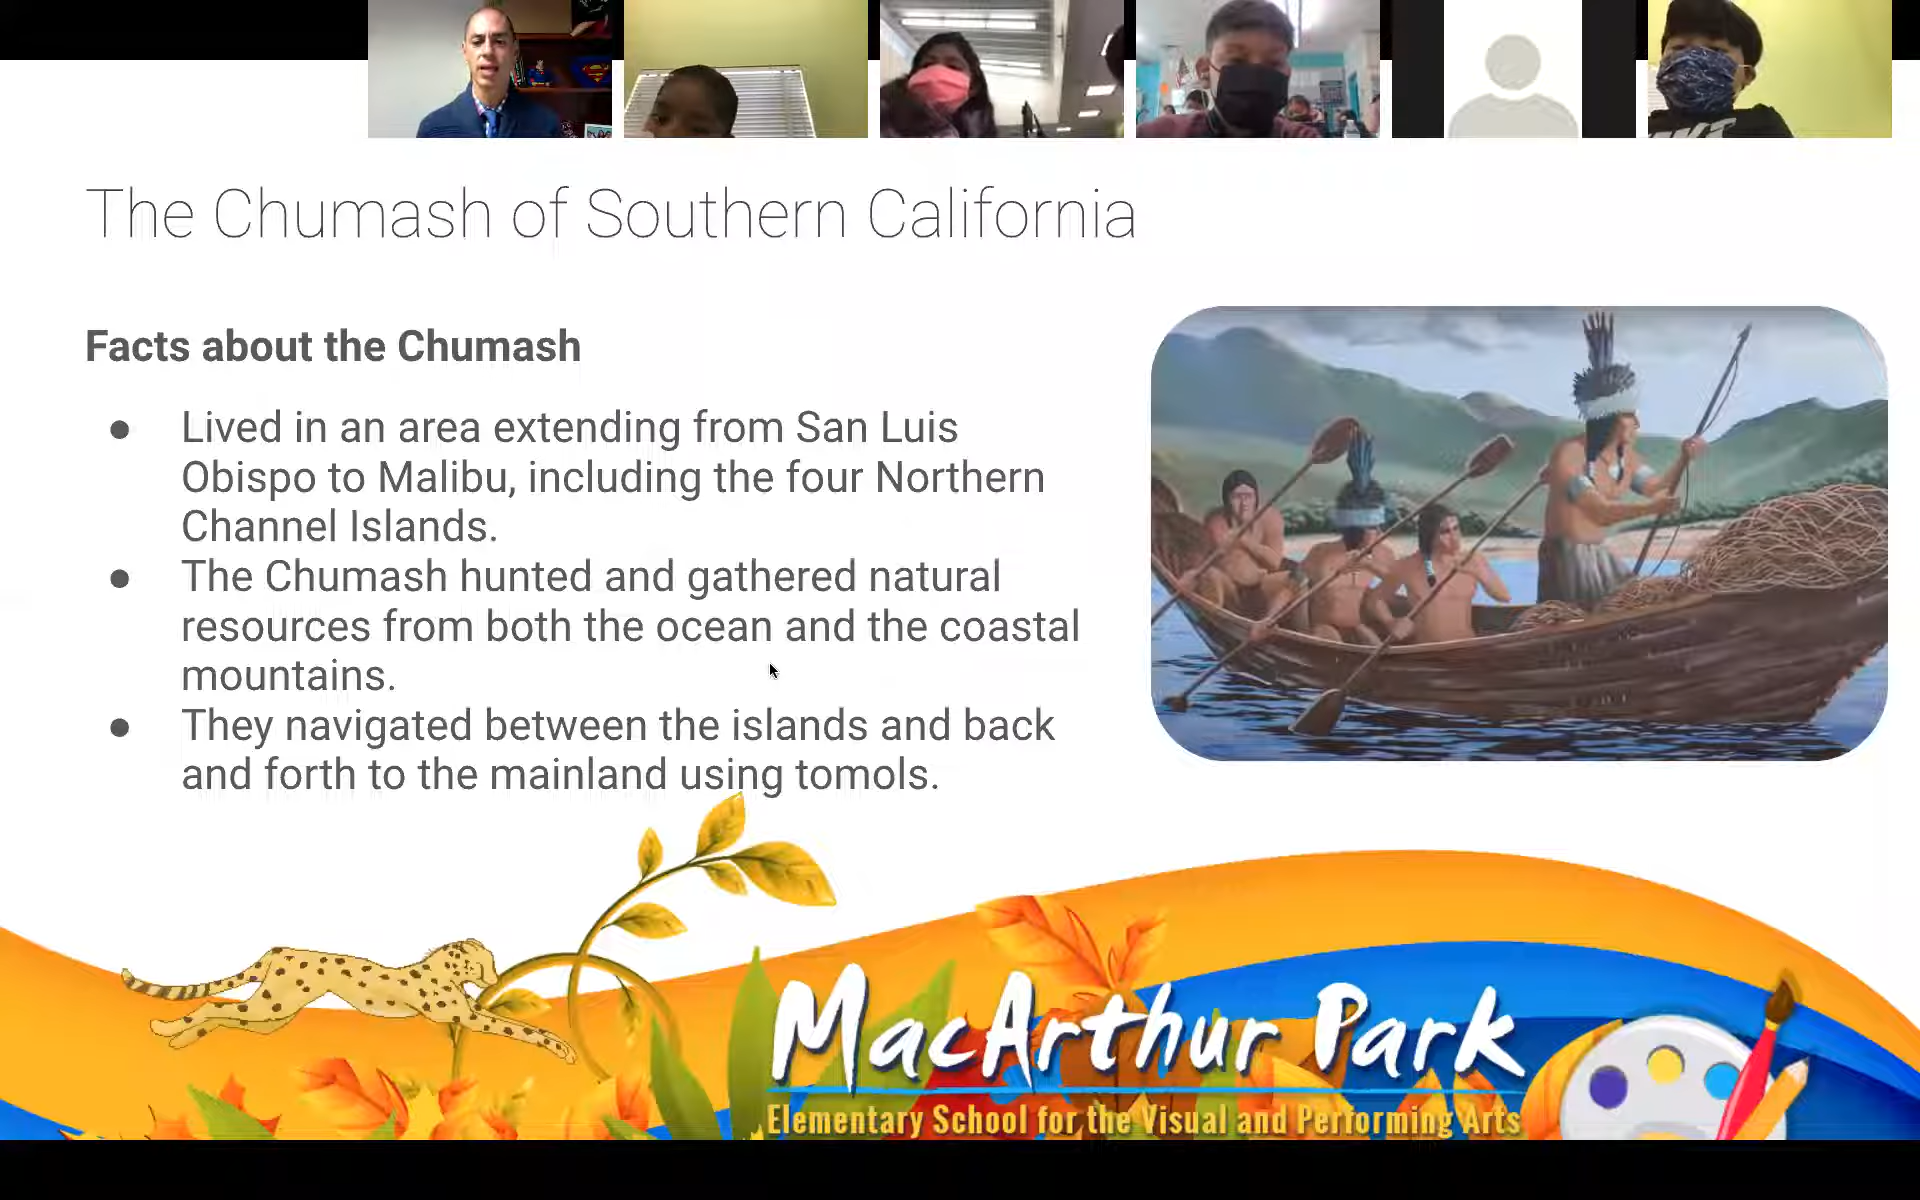 The Chumash of Southern California
Facts about the Chumash
● Lived in an area extending from San Luis
Obispo to Malibu, including the four Northern
Channel Islands.
● The Chumash hunted and gathered natural
resources from both the ocean and the coastal
mountains.
● They navigated between the islands and back
and forth to the mainland using tomols.
MacArthur Park
Elementary School for the Visual and Performing Arts